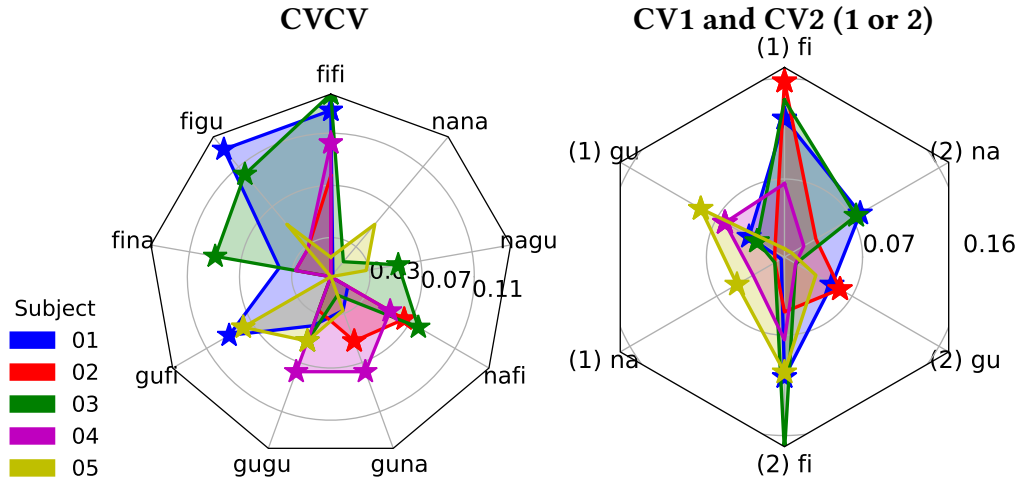 CVCV
CV1 and CV2 (1 or 2)
fifi
nana
nagu
nafi
guna
gugu
gufi
fina
figu
0.03
0.07
0.11
(1) fi
(2) na
(2) gu
(2) fi
(1) na
(1) gu
0.07
0.16
Subject
01
02
03
04
05